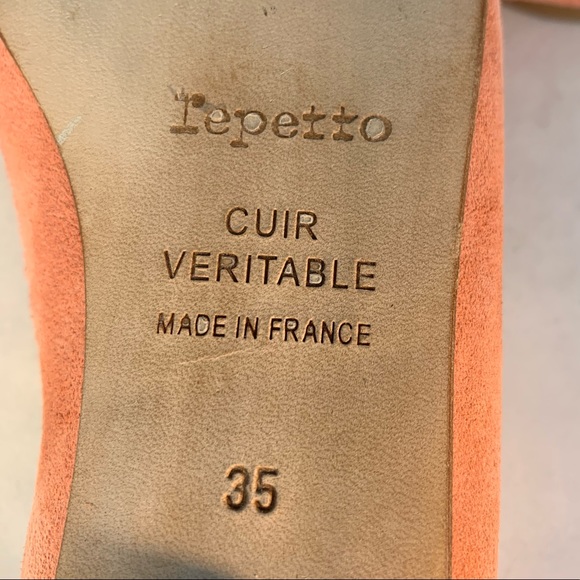 repetto
CUIR
VERITABLE
MADE IN FRANCE
35